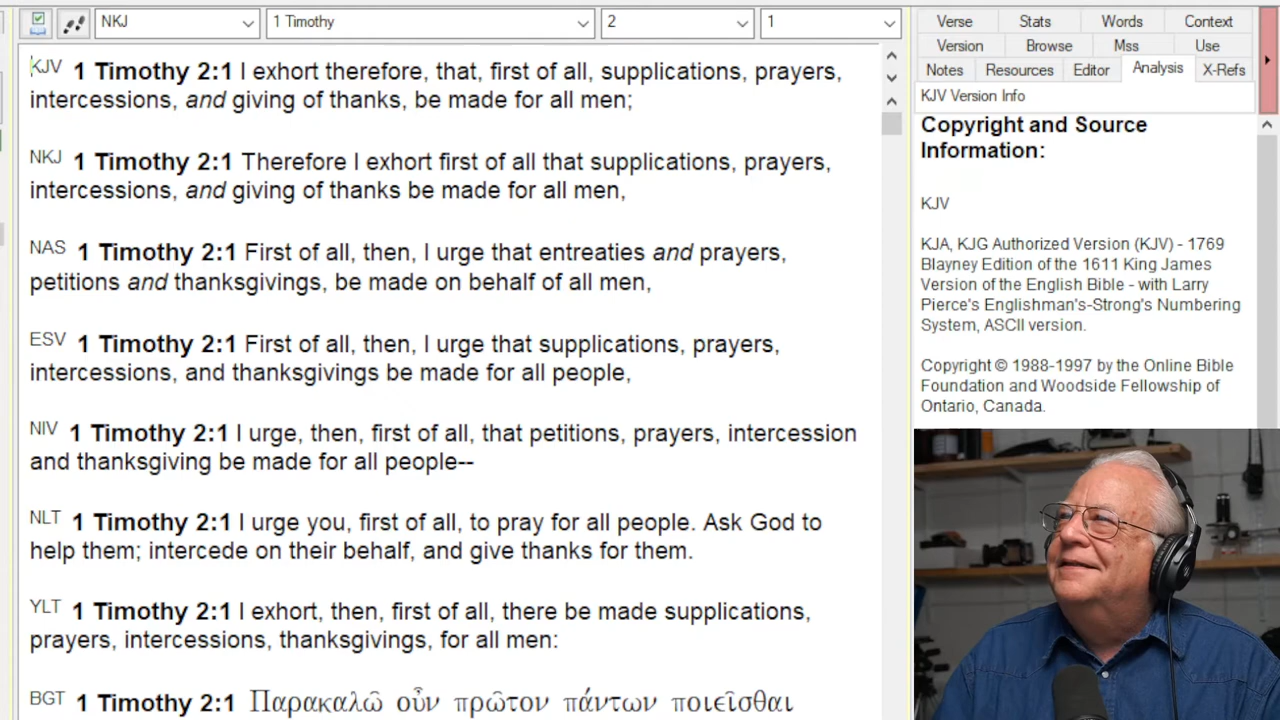 NKJ 1 Timothy 2 1
KJV 1 Timothy 2:1 I exhort therefore, that, first of all, supplications, prayers,
intercessions, and giving of thanks, be made for all men;
NKJ 1 Timothy 2:1 Therefore I exhort first of all that supplications, prayers,
intercessions, and giving of thanks be made for all men,
NAS 1 Timothy 2:1 First of all, then, I urge that entreaties and prayers,
petitions and thanksgivings, be made on behalf of all men,
ESV 1 Timothy 2:1 First of all, then, I urge that supplications, prayers,
intercessions, and thanksgivings be made for all people,
NIV 1 Timothy 2:1 I urge, then, first of all, that petitions, prayers, intercession
and thanksgiving be made for all people--
NLT 1 Timothy 2:1 I urge you, first of all, to pray for all people. Ask God to
help them; intercede on their behalf, and give thanks for them.
YLT 1 Timothy 2:1 I exhort, then, first of all, there be made supplications,
prayers, intercessions, thanksgivings, for all men:
BGT 1 Timothy 2:1 Παρακαλῶ οὖν πρῶτον πάντων ποιεῖσθαι
Verse Stats Words Context
Version Browse Mss Use
Notes Resources Editor Analysis X-Refs
KJV Version Info
Copyright and Source
Information:
KJV
KJA, KJG Authorized Version (KJV) - 1769
Blayney Edition of the 1611 King James
Version of the English Bible - with Larry
Pierce's Englishman's-Strong's Numbering
System, ASCII version.
Copyright © 1988-1997 by the Online Bible
Foundation and Woodside Fellowship of
Ontario, Canada.